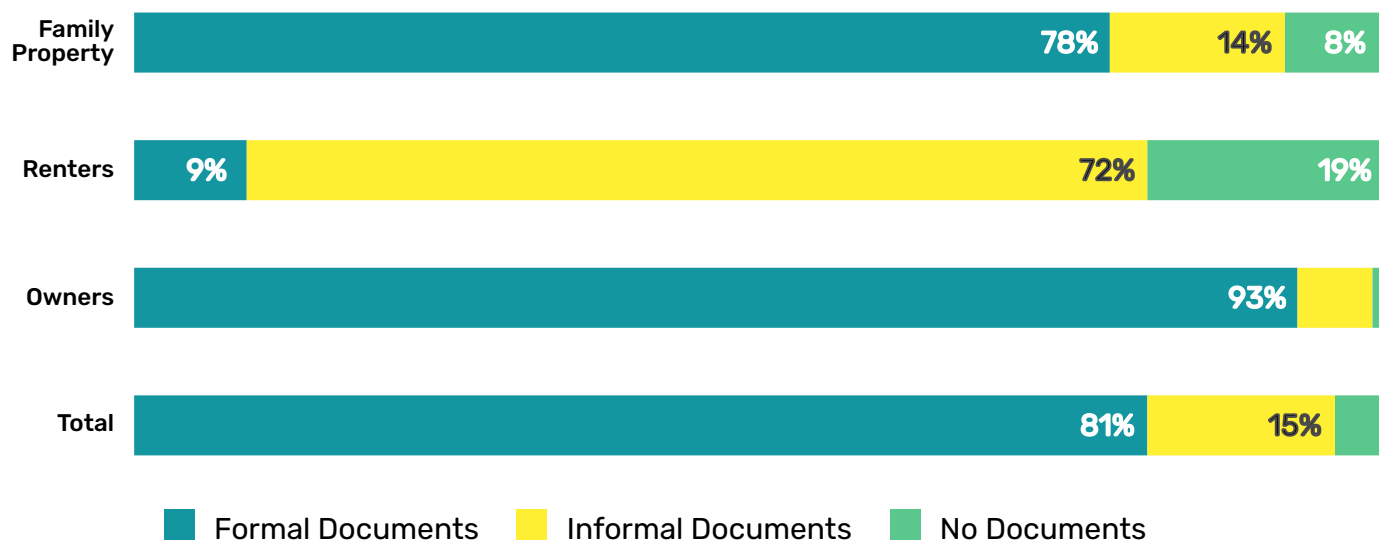 Family
Property
78%
14%
8%
Renters
9%
72%
19%
Owners
93%
Total
81%
15%
Formal Documents
Informal Documents
No Documents